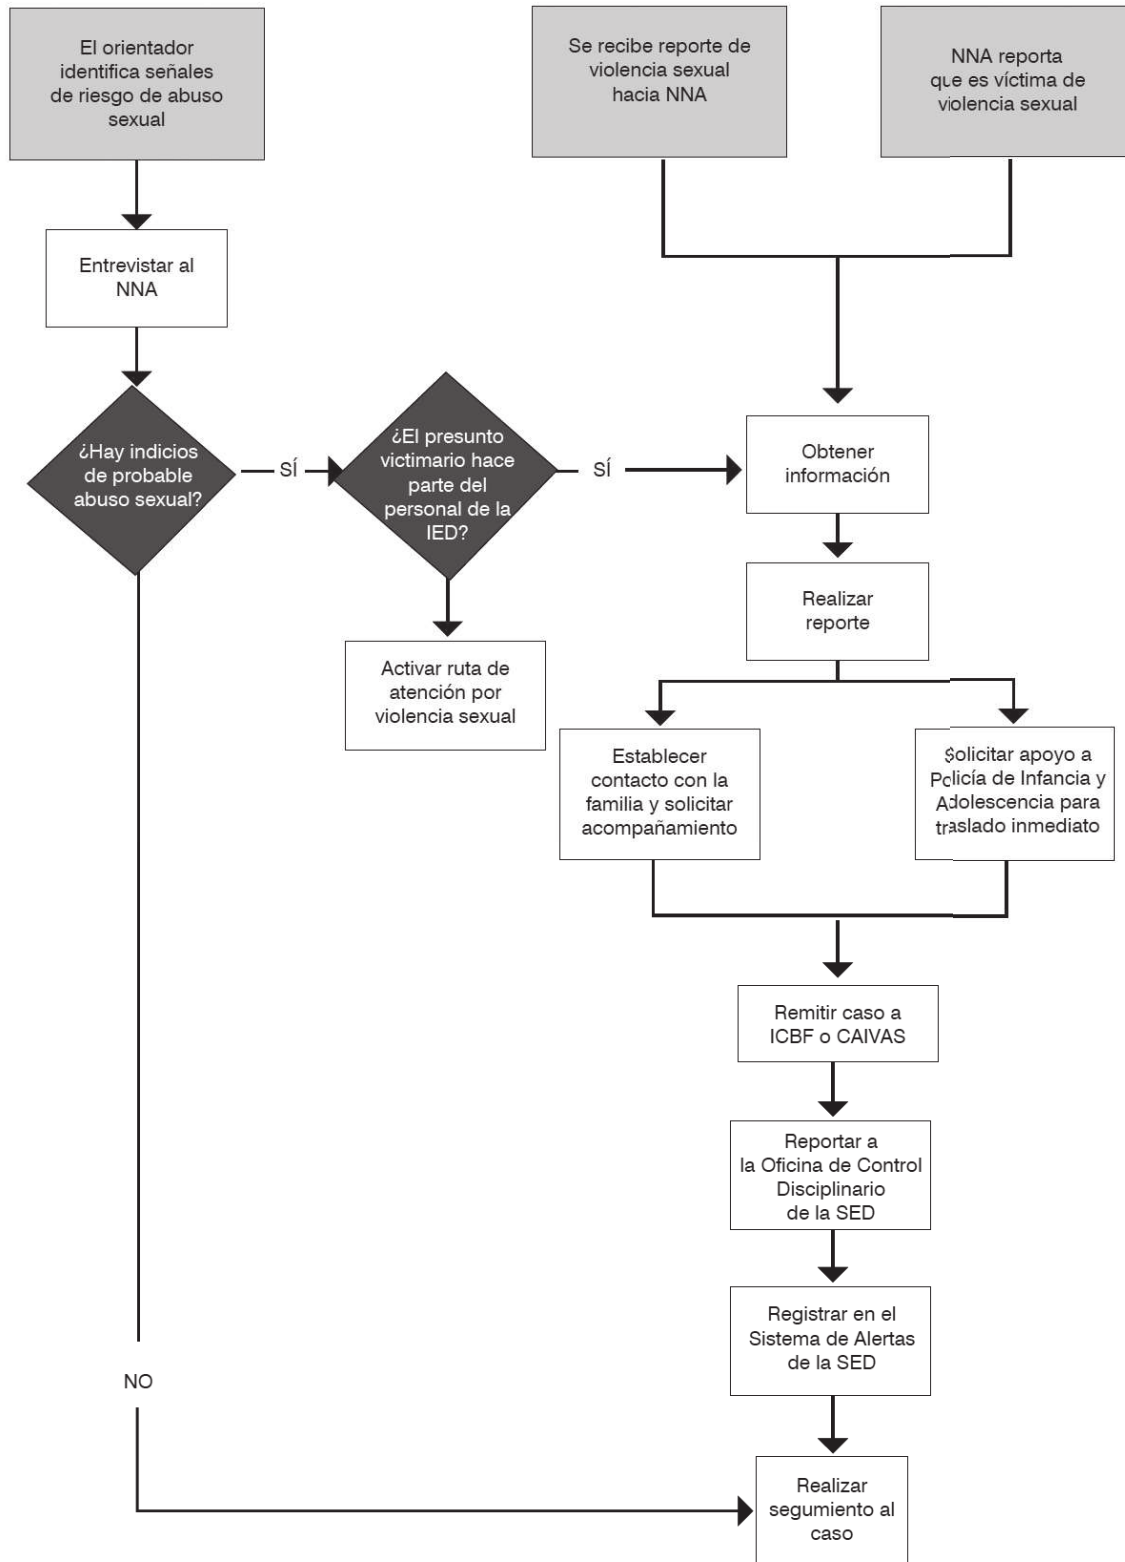 El orientador
identifica señales
de riesgo de abuso
sexual
Se recibe reporte de
violencia sexual
hacia NNA
NNA reporta
que es víctima de
violencia sexual
Entrevistar al
NNA
¿Hay indicios
de probable
abuso sexual?
SÍ
¿El presunto
victimario hace
parte del
personal de la
IED?
SÍ
Obtener
información
Realizar
reporte
Activar ruta de
atención por
violencia sexual
Establecer
contacto con la
familia y solicitar
acompañamiento
Solicitar apoyo a
Policía de Infancia y
Adolescencia para
traslado inmediato
Remitir caso a
ICBF o CAIVAS
Reportar a
la Oficina de Control
Disciplinario
de la SED
Registrar en el
Sistema de Alertas
de la SED
NO
Realizar
segumiento al
caso